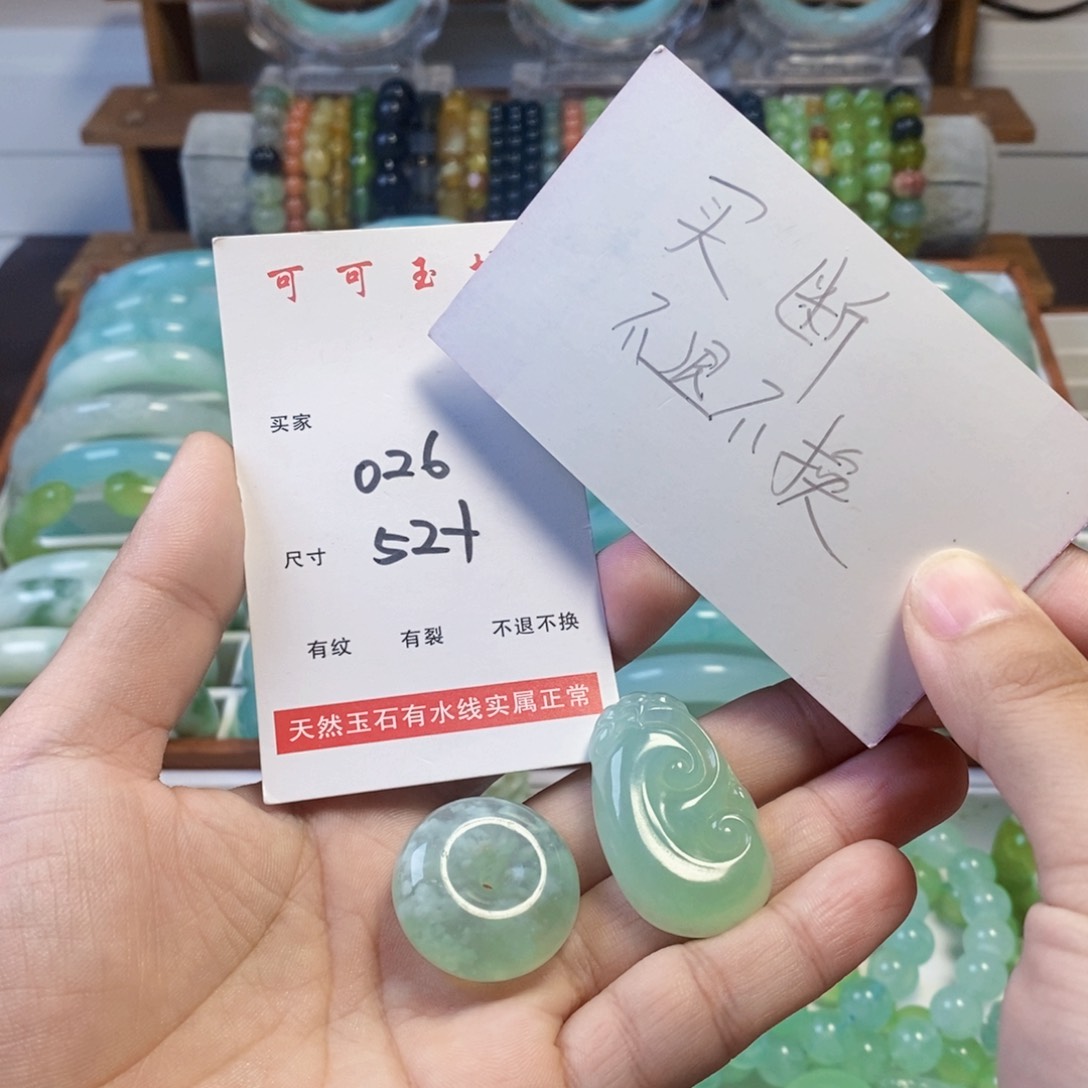 可可玉
买家
026
尺寸
52+
有纹 有裂 不退不换
天然玉石有水线实属正常
买断
不退不换